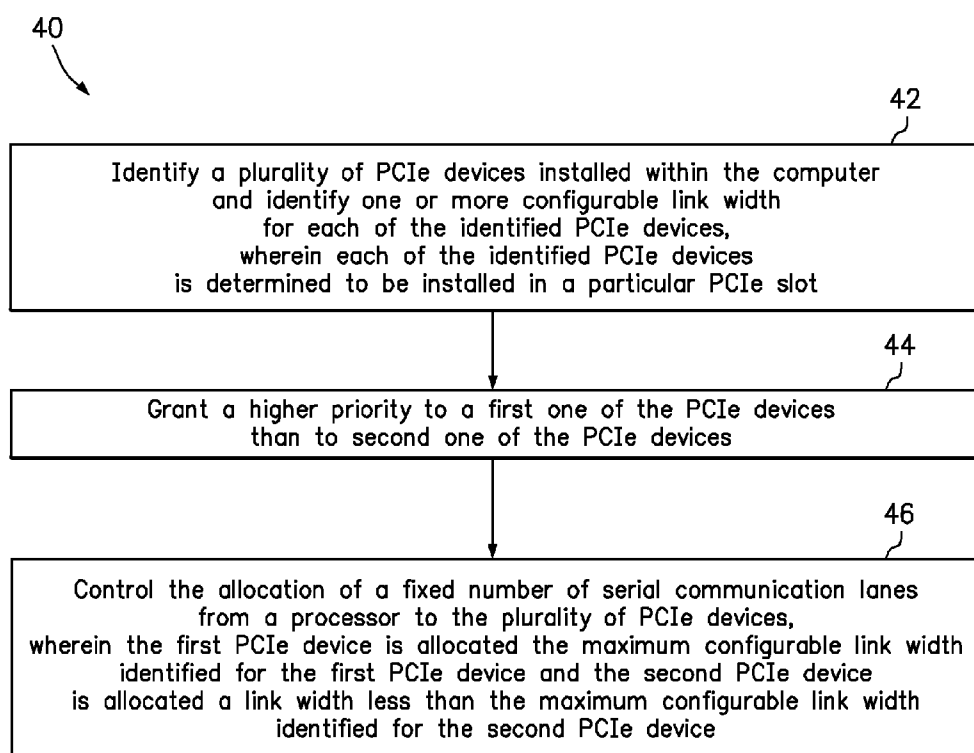 40
42
Identify a plurality of PCIe devices installed within the computer
and identify one or more configurable link width
for each of the identified PCIe devices,
wherein each of the identified PCIe devices
is determined to be installed in a particular PCIe slot
44
Grant a higher priority to a first one of the PCIe devices
than to second one of the PCIe devices
46
Control the allocation of a fixed number of serial communication lanes
from a processor to the plurality of PCIe devices,
wherein the first PCIe device is allocated the maximum configurable link width
identified for the first PCIe device and the second PCIe device
is allocated a link width less than the maximum configurable link width
identified for the second PCIe device